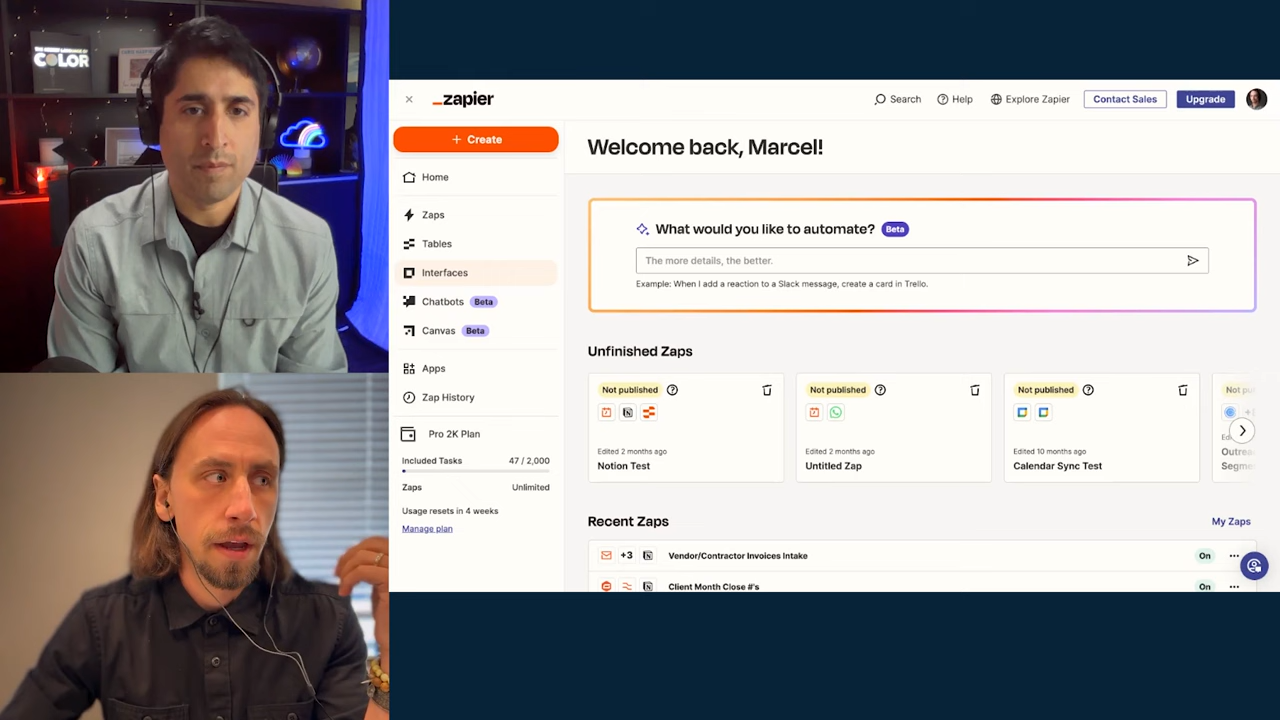 COLOR
_zapier
Search
Help
Explore Zapier
Contact Sales
Upgrade
+ Create
Home
Zaps
Tables
Interfaces
Chatbots Beta
Canvas Beta
Apps
Zap History
Pro 2K Plan
Included Tasks 47 / 2,000
Zaps Unlimited
Usage resets in 4 weeks
Manage plan
Welcome back, Marcel!
What would you like to automate? Beta
The more details, the better.
Example: When I add a reaction to a Slack message, create a card in Trello.
Unfinished Zaps
Not published
Edited 2 months ago
Notion Test
Not published
Edited 2 months ago
Untitled Zap
Not published
Edited 10 months ago
Calendar Sync Test
Recent Zaps
My Zaps
+3 Vendor/Contractor Invoices Intake On
Client Month Close #'s On